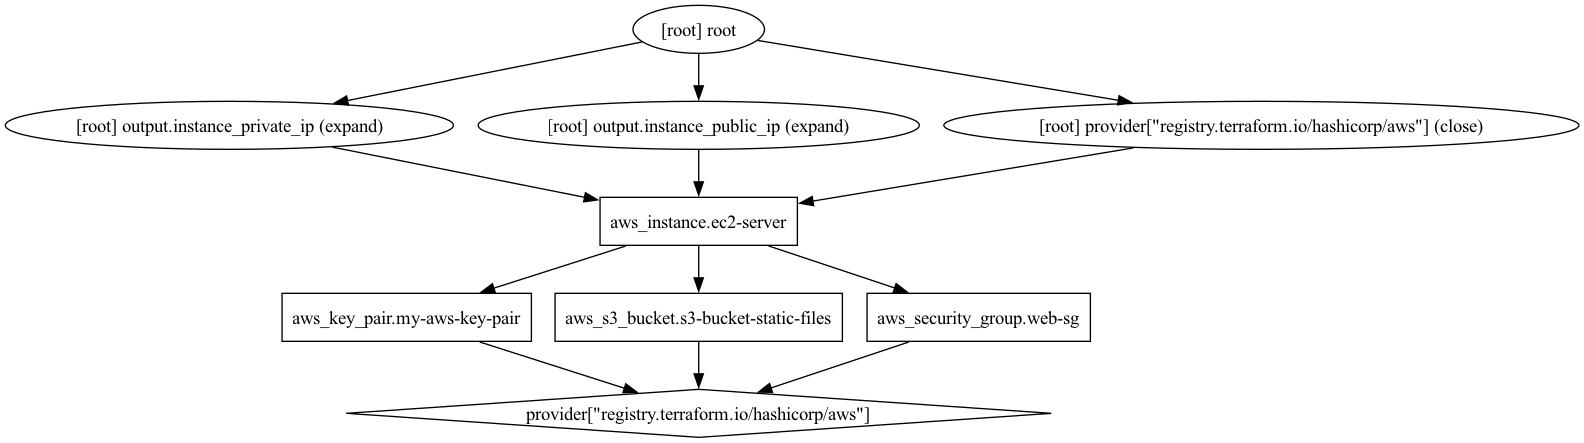 [root] root
[root] output.instance_private_ip (expand)
[root] output.instance_public_ip (expand)
[root] provider["registry.terraform.io/hashicorp/aws"] (close)
aws_instance.ec2-server
aws_key_pair.my-aws-key-pair
aws_s3_bucket.s3-bucket-static-files
aws_security_group.web-sg
provider["registry.terraform.io/hashicorp/aws"]